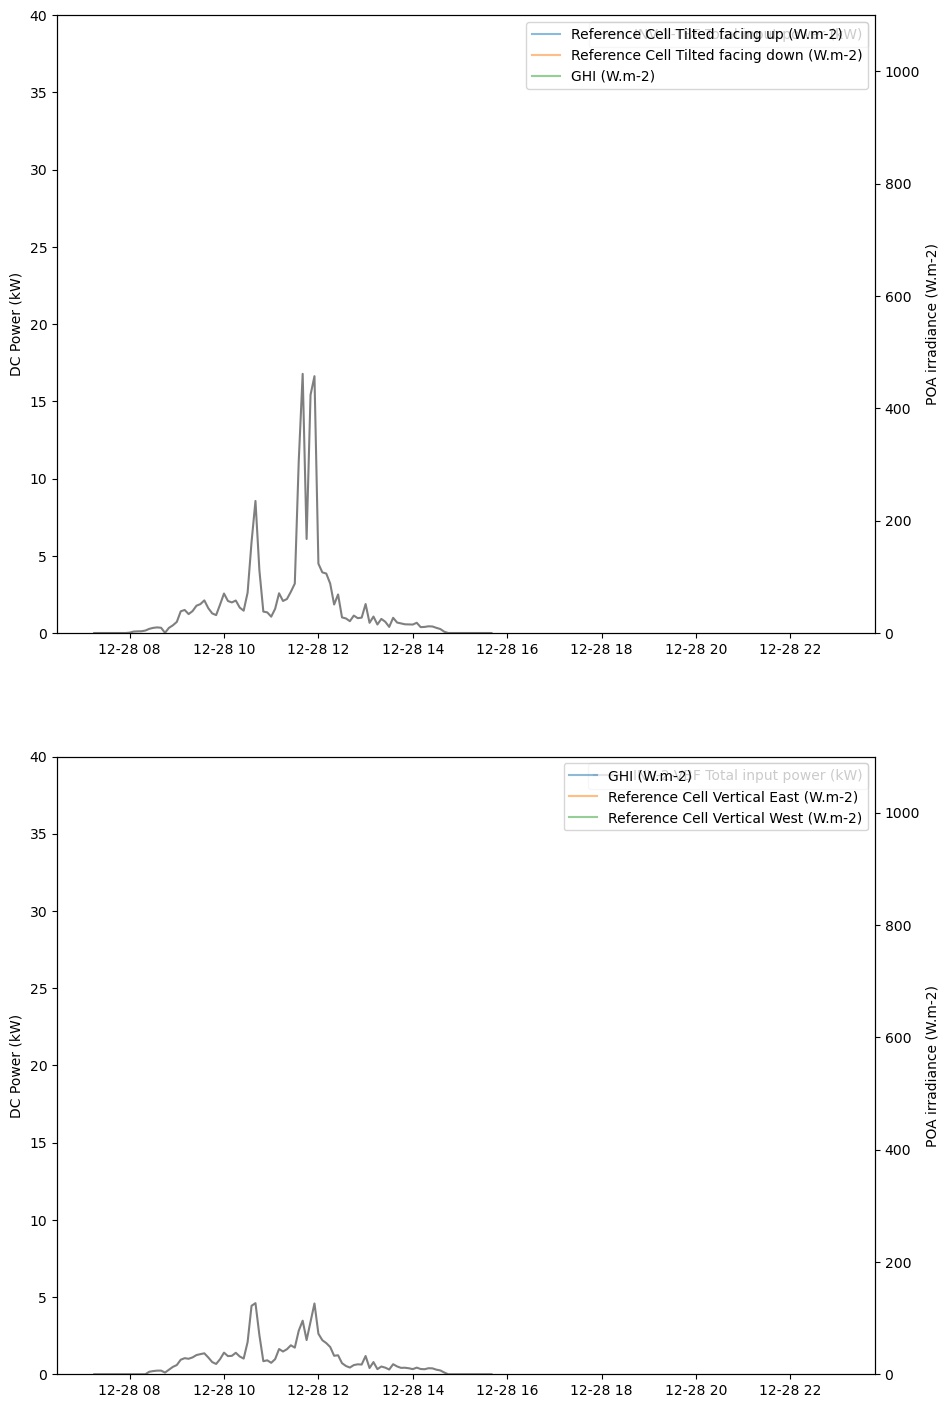 40
35
30
25
20
15
10
5
0
DC Power (kW)
Reference Cell Tilted facing up (W.m-2)
Reference Cell Tilted facing down (W.m-2)
GHI (W.m-2)
1000
800
600
400
200
0
POA irradiance (W.m-2)
12-28 08 12-28 10 12-28 12 12-28 14 12-28 16 12-28 18 12-28 20 12-28 22
40
35
30
25
20
15
10
5
0
DC Power (kW)
GHI (W.m-2) Total input power (kW)
Reference Cell Vertical East (W.m-2)
Reference Cell Vertical West (W.m-2)
1000
800
600
400
200
0
POA irradiance (W.m-2)
12-28 08 12-28 10 12-28 12 12-28 14 12-28 16 12-28 18 12-28 20 12-28 22